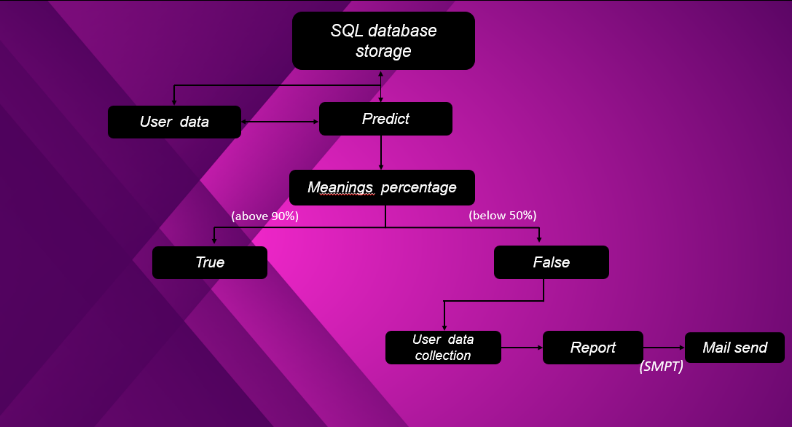 SQL database
storage
User data
Predict
Meanings percentage
(above 90%)
(below 50%)
True
False
User data
collection
Report
Mail send
(SMPT)